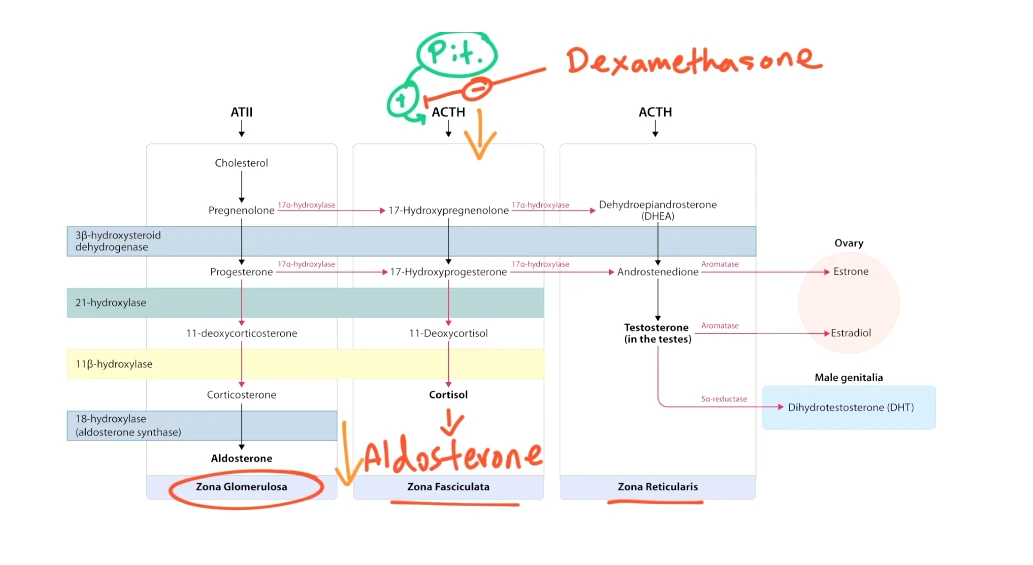 Pit.
Dexamethasone
+
−
ATII
ACTH
ACTH
Cholesterol
Pregnenolone
17α-hydroxylase
17-Hydroxypregnenolone
17α-hydroxylase
Dehydroepiandrosterone
(DHEA)
3β-hydroxysteroid
dehydrogenase
Progesterone
17α-hydroxylase
17-Hydroxyprogesterone
17α-hydroxylase
Androstenedione
Aromatase
Ovary
Estrone
21-hydroxylase
11-deoxycorticosterone
11-Deoxycortisol
Testosterone
(in the testes)
Aromatase
Estradiol
11β-hydroxylase
Corticosterone
Cortisol
5α-reductase
Male genitalia
Dihydrotestosterone (DHT)
18-hydroxylase
(aldosterone synthase)
Aldosterone
Aldosterone
Zona Glomerulosa
Zona Fasciculata
Zona Reticularis